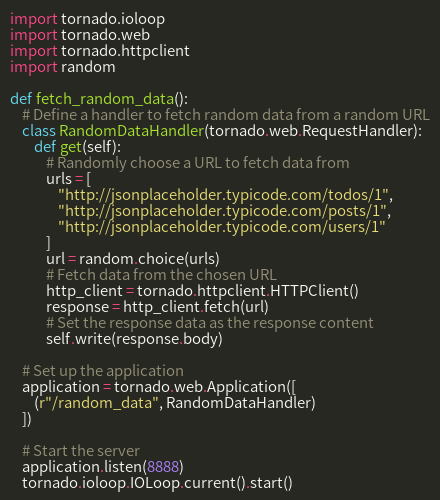 import tornado.ioloop
import tornado.web
import tornado.httpclient
import random

def fetch_random_data():
    # Define a handler to fetch random data from a random URL
    class RandomDataHandler(tornado.web.RequestHandler):
        def get(self):
            # Randomly choose a URL to fetch data from
            urls = [
                "http://jsonplaceholder.typicode.com/todos/1",
                "http://jsonplaceholder.typicode.com/posts/1",
                "http://jsonplaceholder.typicode.com/users/1"
            ]
            url = random.choice(urls)
            # Fetch data from the chosen URL
            http_client = tornado.httpclient.HTTPClient()
            response = http_client.fetch(url)
            # Set the response data as the response content
            self.write(response.body)

    # Set up the application
    application = tornado.web.Application([
        (r"/random_data", RandomDataHandler)
    ])

    # Start the server
    application.listen(8888)
    tornado.ioloop.IOLoop.current().start()